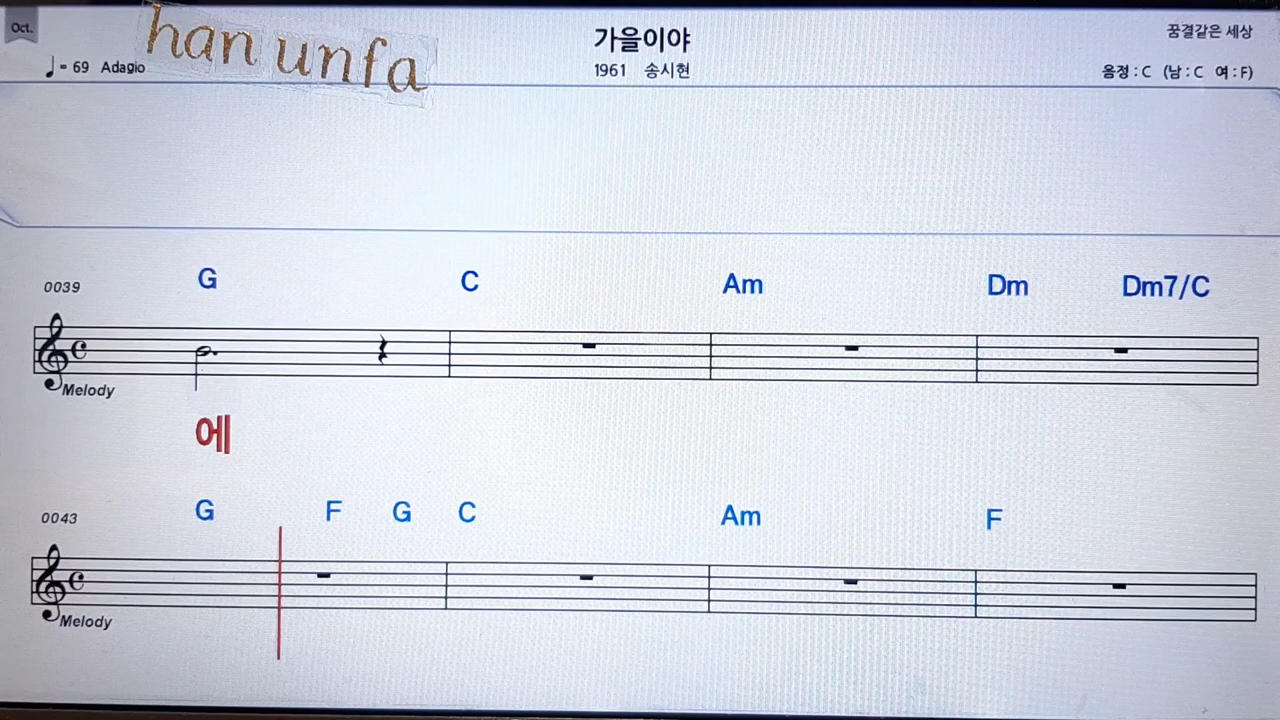 Oct.
han unfa
가을이야
꿈결같은 세상
♩= 69 Adagio
1961 송시현
음정 : C (남 : C 여 : F)
0039 G C Am Dm Dm7/C
Melody
에
0043 G F G C Am F
Melody